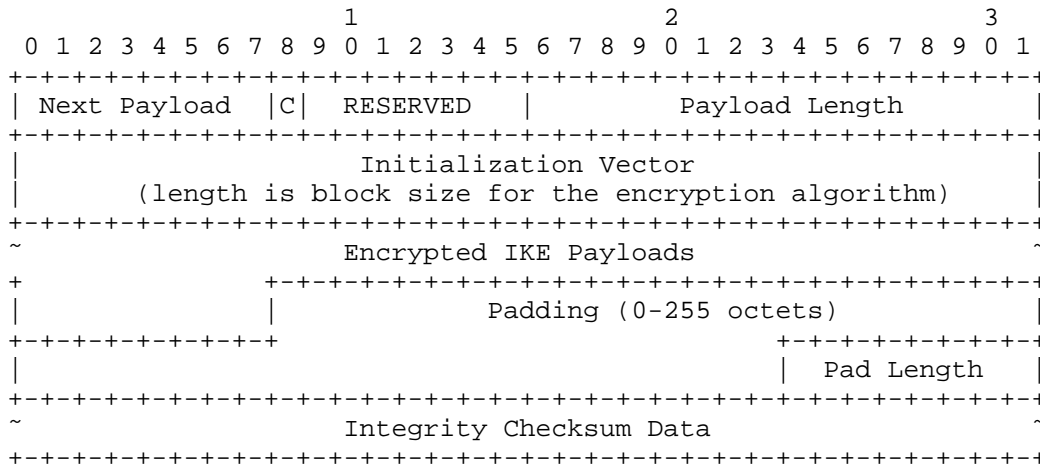 1                   2                   3
 0 1 2 3 4 5 6 7 8 9 0 1 2 3 4 5 6 7 8 9 0 1 2 3 4 5 6 7 8 9 0 1
+-+-+-+-+-+-+-+-+-+-+-+-+-+-+-+-+-+-+-+-+-+-+-+-+-+-+-+-+-+-+-+-+
| Next Payload  |C|  RESERVED   |         Payload Length        |
+-+-+-+-+-+-+-+-+-+-+-+-+-+-+-+-+-+-+-+-+-+-+-+-+-+-+-+-+-+-+-+-+
|                     Initialization Vector                     |
|       (length is block size for the encryption algorithm)     |
+-+-+-+-+-+-+-+-+-+-+-+-+-+-+-+-+-+-+-+-+-+-+-+-+-+-+-+-+-+-+-+-+
~                    Encrypted IKE Payloads                     ~
+               +-+-+-+-+-+-+-+-+-+-+-+-+-+-+-+-+-+-+-+-+-+-+-+-+
|               |             Padding (0-255 octets)            |
+-+-+-+-+-+-+-+-+                               +-+-+-+-+-+-+-+-+
|                                               |  Pad Length   |
+-+-+-+-+-+-+-+-+-+-+-+-+-+-+-+-+-+-+-+-+-+-+-+-+-+-+-+-+-+-+-+-+
~                    Integrity Checksum Data                    ~
+-+-+-+-+-+-+-+-+-+-+-+-+-+-+-+-+-+-+-+-+-+-+-+-+-+-+-+-+-+-+-+-+